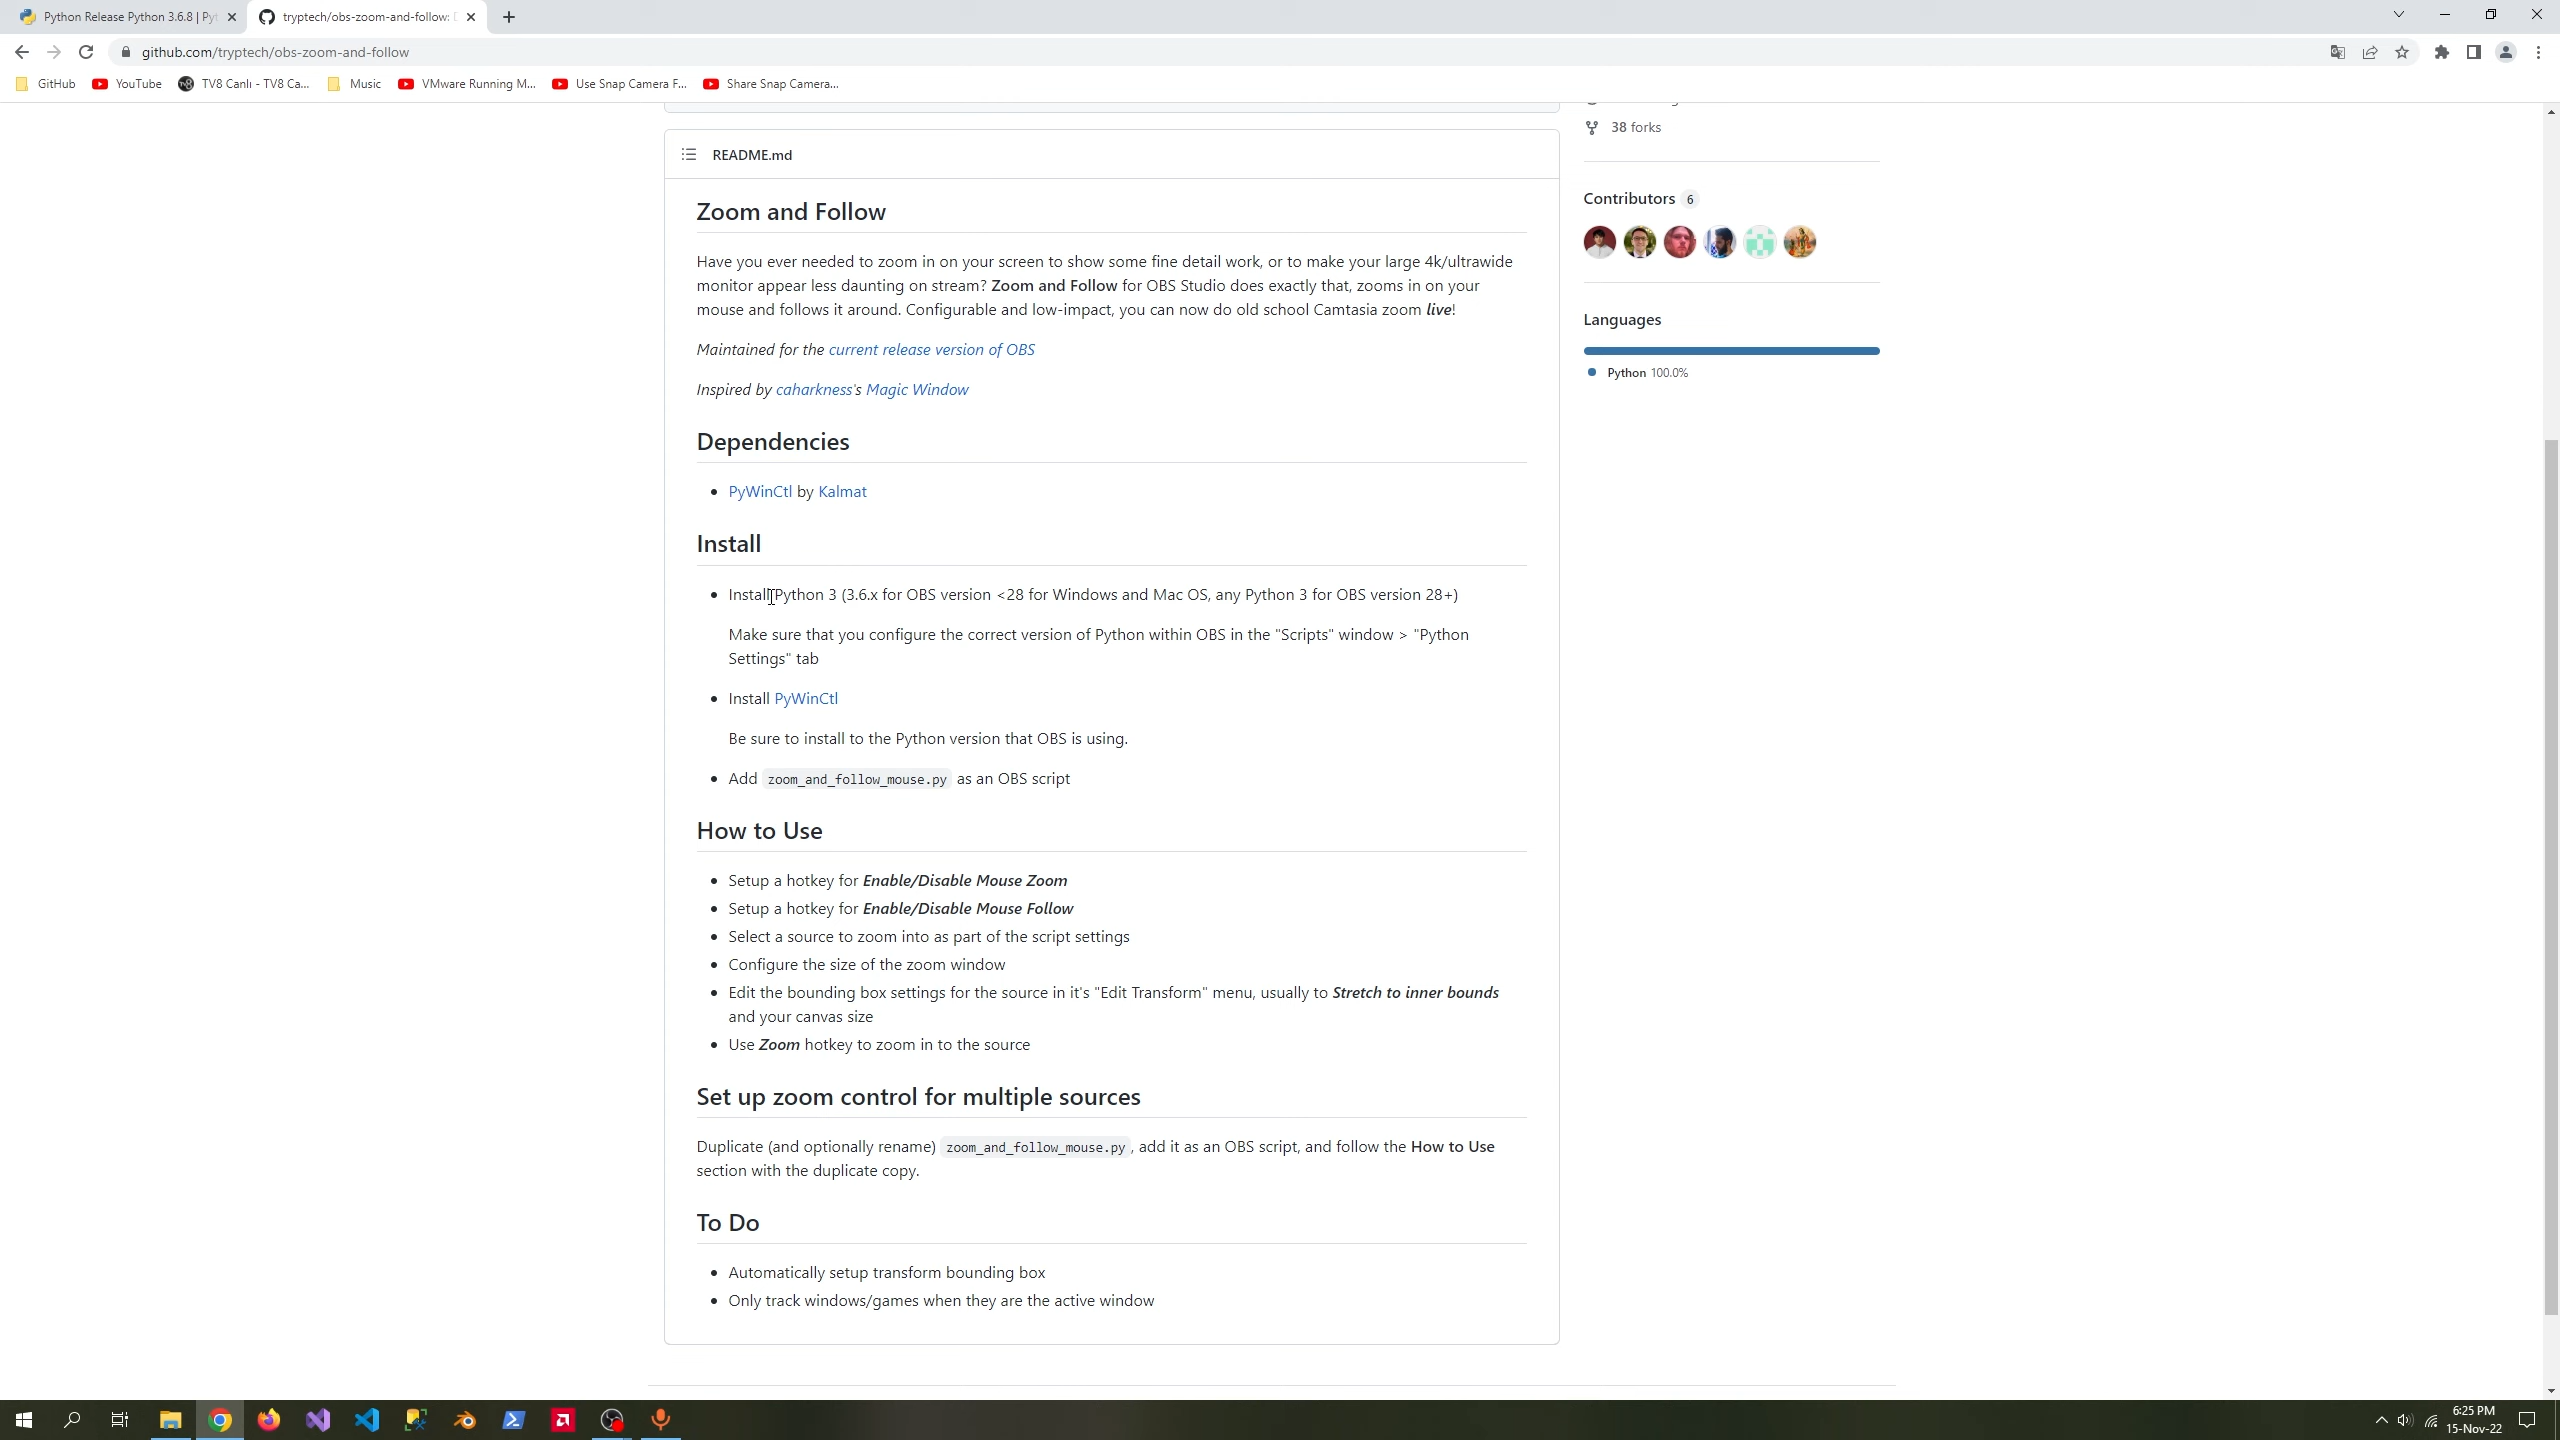 Python Release Python 3.6.8 | Pyt
tryptech/obs-zoom-and-follow:
github.com/tryptech/obs-zoom-and-follow
GitHub
YouTube
TV8 Canlı - TV8 Ca...
Music
VMware Running M...
Use Snap Camera F...
Share Snap Camera...
38 forks
README.md
Contributors 6
Zoom and Follow
Have you ever needed to zoom in on your screen to show some fine detail work, or to make your large 4k/ultrawide
monitor appear less daunting on stream? Zoom and Follow for OBS Studio does exactly that, zooms in on your
mouse and follows it around. Configurable and low-impact, you can now do old school Camtasia zoom live!
Languages
Python 100.0%
Maintained for the current release version of OBS
Inspired by caharkness's Magic Window
Dependencies
PyWinCtl by Kalmat
Install
Install Python 3 (3.6.x for OBS version <28 for Windows and Mac OS, any Python 3 for OBS version 28+)
Make sure that you configure the correct version of Python within OBS in the "Scripts" window > "Python
Settings" tab
Install PyWinCtl
Be sure to install to the Python version that OBS is using.
Add zoom_and_follow_mouse.py as an OBS script
How to Use
Setup a hotkey for Enable/Disable Mouse Zoom
Setup a hotkey for Enable/Disable Mouse Follow
Select a source to zoom into as part of the script settings
Configure the size of the zoom window
Edit the bounding box settings for the source in it's "Edit Transform" menu, usually to Stretch to inner bounds
and your canvas size
Use Zoom hotkey to zoom in to the source
Set up zoom control for multiple sources
Duplicate (and optionally rename) zoom_and_follow_mouse.py , add it as an OBS script, and follow the How to Use
section with the duplicate copy.
To Do
Automatically setup transform bounding box
Only track windows/games when they are the active window
6:25 PM
15-Nov-22